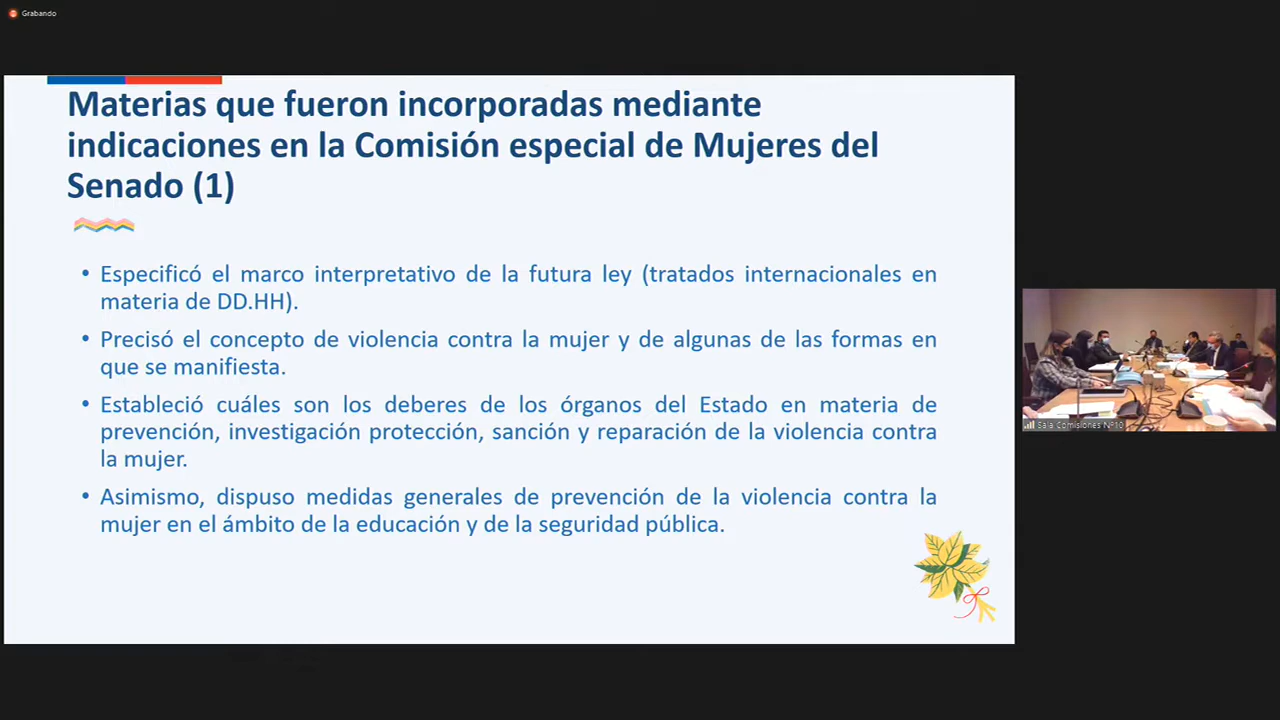 Grabando
Materias que fueron incorporadas mediante
indicaciones en la Comisión especial de Mujeres del
Senado (1)
• Especificó el marco interpretativo de la futura ley (tratados internacionales en
materia de DD.HH).
• Precisó el concepto de violencia contra la mujer y de algunas de las formas en
que se manifiesta.
• Estableció cuáles son los deberes de los órganos del Estado en materia de
prevención, investigación protección, sanción y reparación de la violencia contra
la mujer.
• Asimismo, dispuso medidas generales de prevención de la violencia contra la
mujer en el ámbito de la educación y de la seguridad pública.
Sala Comisiones N°10